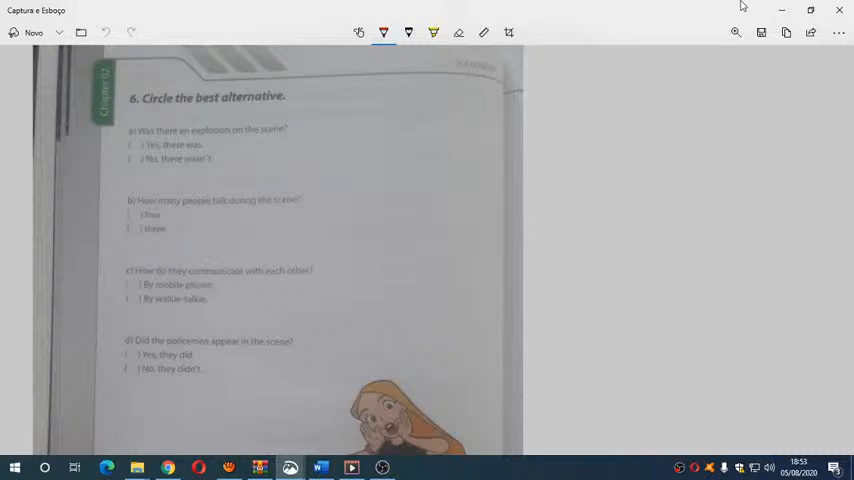 Captura e Esboço
Novo
Chapter 02
6. Circle the best alternative.
a) Was there an explosion on the scene?
( ) Yes, there was.
( ) No, there wasn't.
b) How many people falls during the scene?
( ) four
( ) three
c) How do they communicate with each other?
( ) By mobile phone.
( ) By walkie-talkie.
d) Did the policemen appear in the scene?
( ) Yes, they did.
( ) No, they didn't.
18:53
05/08/2020